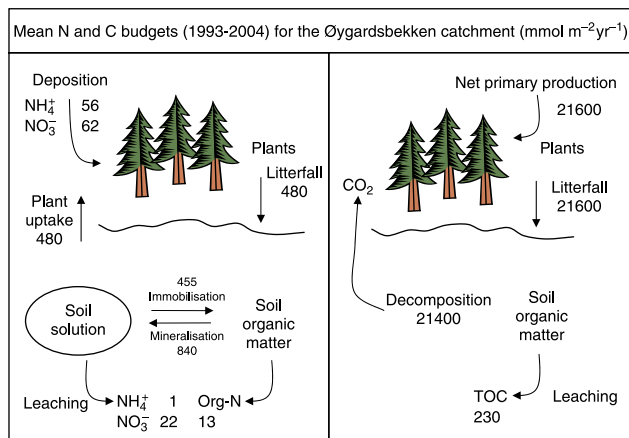 Mean N and C budgets (1993-2004) for the Øygardsbekken catchment (mmol m⁻²yr⁻¹)
Deposition
NH₄⁺ 56
NO₃⁻ 62
Plants
Litterfall
480
Plant
uptake
480
455
Immobilisation
Mineralisation
840
Soil
solution
Soil
organic
matter
Leaching
NH₄⁺ 1 Org-N
NO₃⁻ 22 13
Net primary production
21600
Plants
CO₂
Litterfall
21600
Decomposition
21400
Soil
organic
matter
TOC
230
Leaching